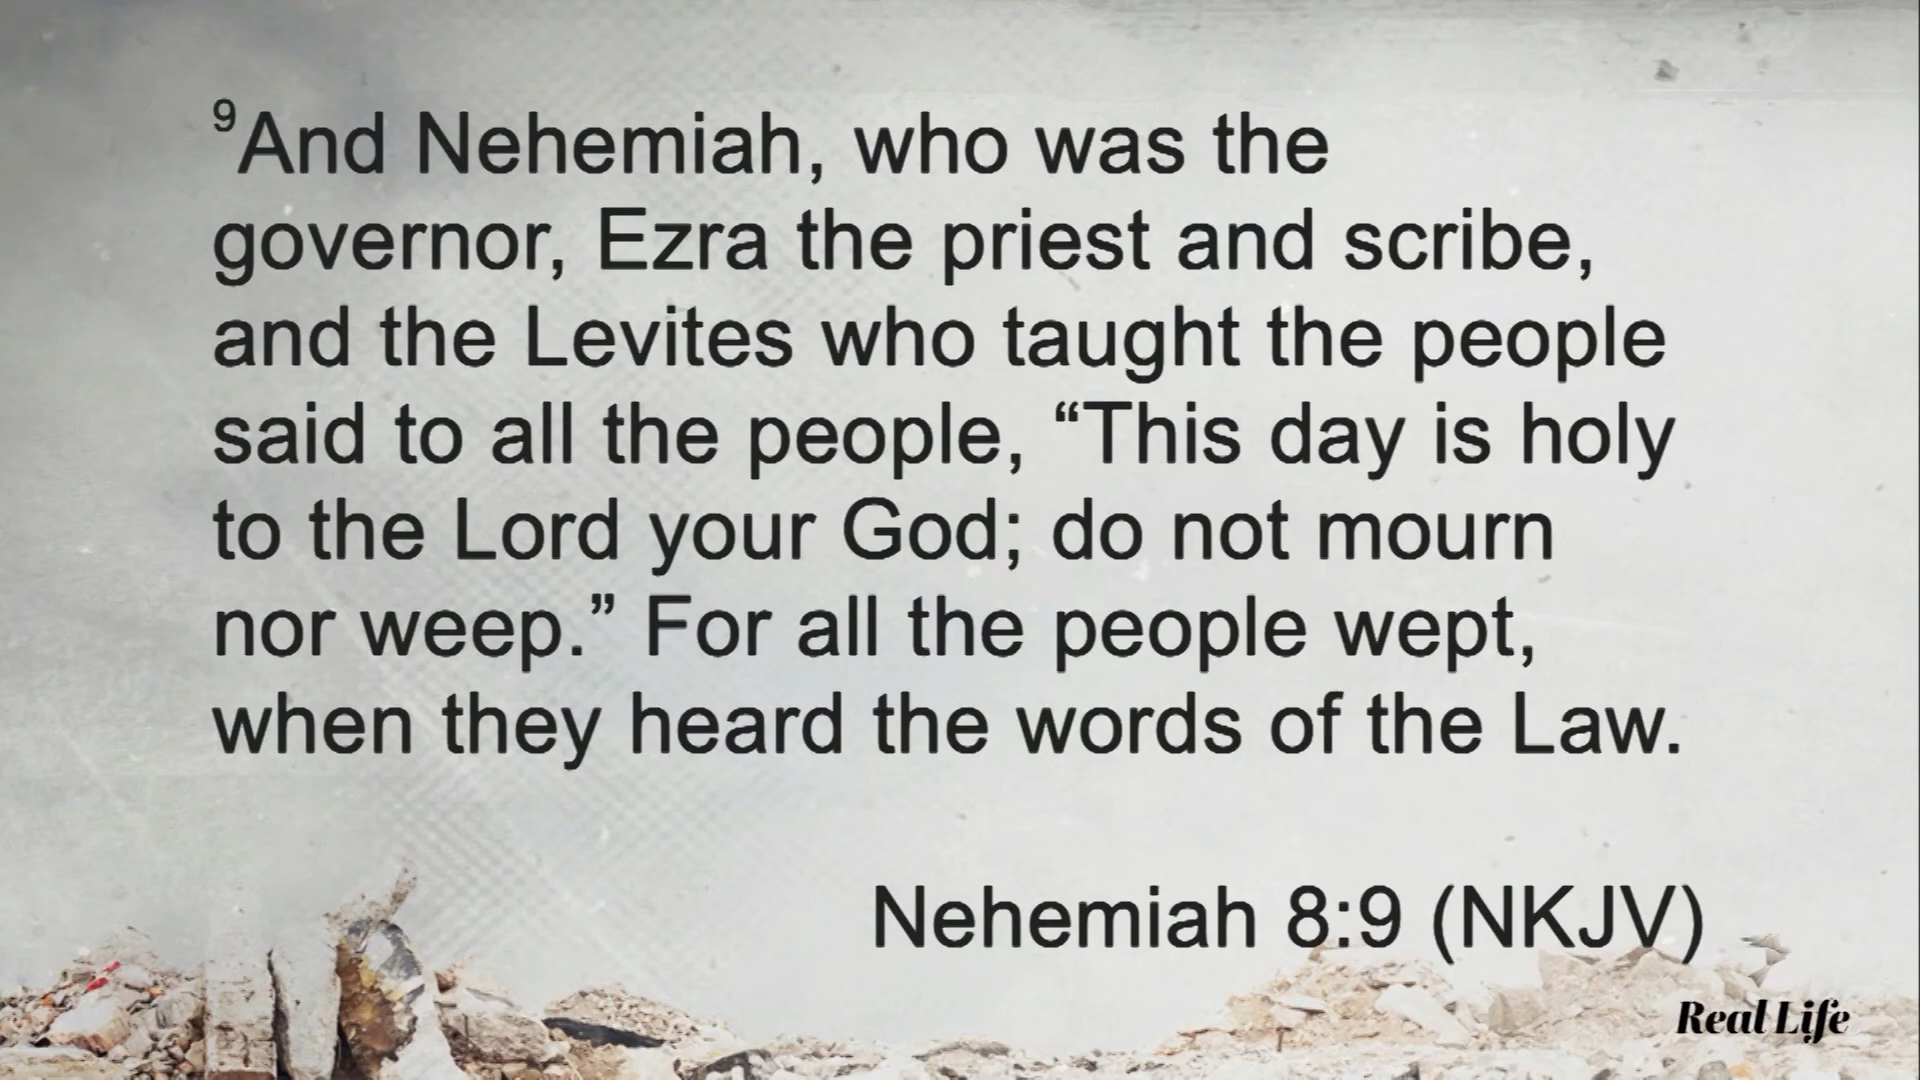 ⁹And Nehemiah, who was the
governor, Ezra the priest and scribe,
and the Levites who taught the people
said to all the people, “This day is holy
to the Lord your God; do not mourn
nor weep.” For all the people wept,
when they heard the words of the Law.
Nehemiah 8:9 (NKJV)
Real Life